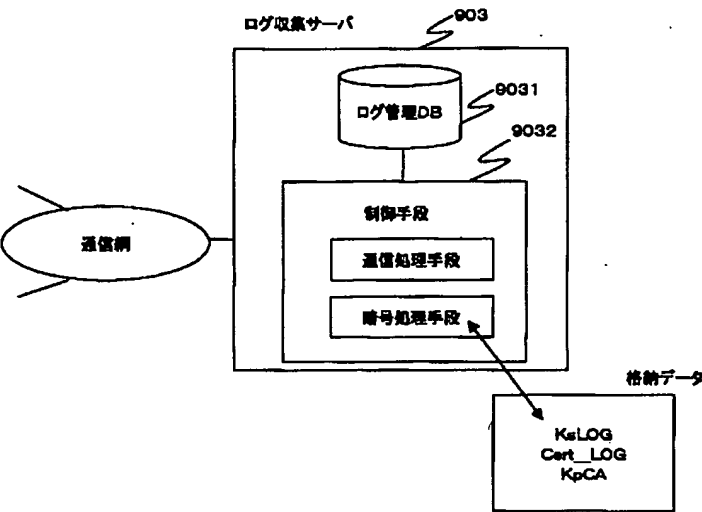 ログ収集サーバ
903
9031
ログ管理DB
9032
制御手段
通信網
通信処理手段
暗号処理手段
格納データ
KsLOG
Cert__LOG
KpCA